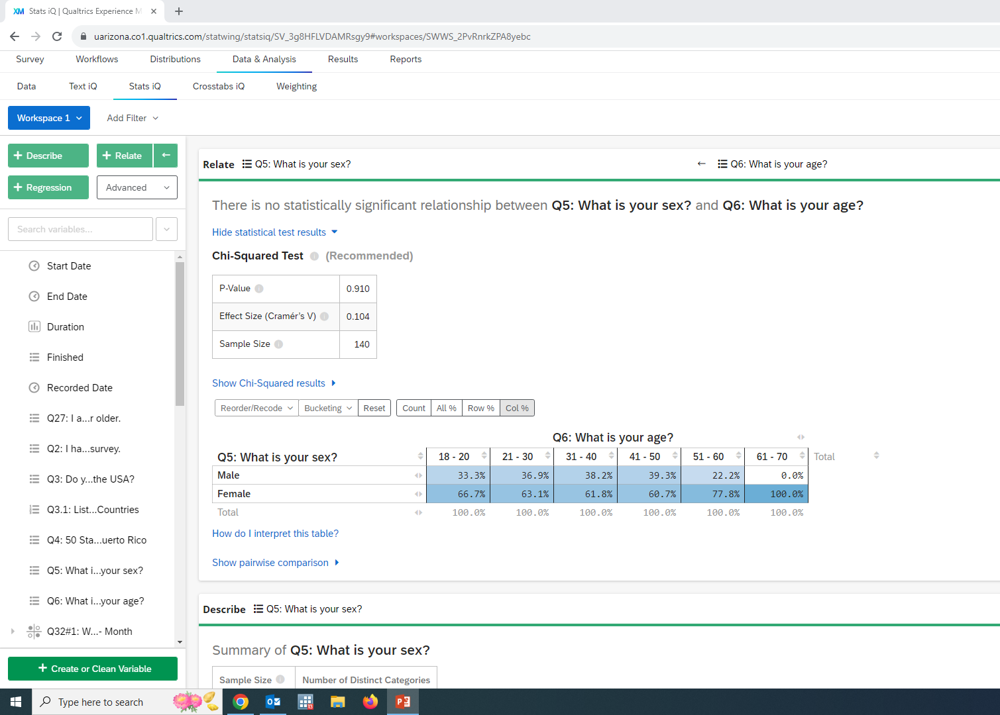 XM Stats iQ | Qualtrics Experience M
uarizona.co1.qualtrics.com/statwing/statsiq/SV_3g8HFLVDAMRsgy9#workspaces/SWWS_2PvRnrkZPA8yebc
Survey Workflows Distributions Data & Analysis Results Reports
Data Text iQ Stats iQ Crosstabs iQ Weighting
Workspace 1 Add Filter
+ Describe + Relate ←
+ Regression Advanced
Search variables...
Start Date
End Date
Duration
Finished
Recorded Date
Q27: I a...r older.
Q2: I ha...survey.
Q3: Do y...the USA?
Q3.1: List...Countries
Q4: 50 Sta...uerto Rico
Q5: What i...your sex?
Q6: What i...your age?
Q32#1: W...- Month
+ Create or Clean Variable
Relate Q5: What is your sex? ← Q6: What is your age?
There is no statistically significant relationship between Q5: What is your sex? and Q6: What is your age?
Hide statistical test results
Chi-Squared Test (Recommended)
P-Value 0.910
Effect Size (Cramér's V) 0.104
Sample Size 140
Show Chi-Squared results
Reorder/Recode Bucketing Reset Count All % Row % Col %
Q6: What is your age?
Q5: What is your sex? 18 - 20 21 - 30 31 - 40 41 - 50 51 - 60 61 - 70 Total
Male 33.3% 36.9% 38.2% 39.3% 22.2% 0.0%
Female 66.7% 63.1% 61.8% 60.7% 77.8% 100.0%
Total 100.0% 100.0% 100.0% 100.0% 100.0% 100.0%
How do I interpret this table?
Show pairwise comparison
Describe Q5: What is your sex?
Summary of Q5: What is your sex?
Sample Size Number of Distinct Categories
Type here to search